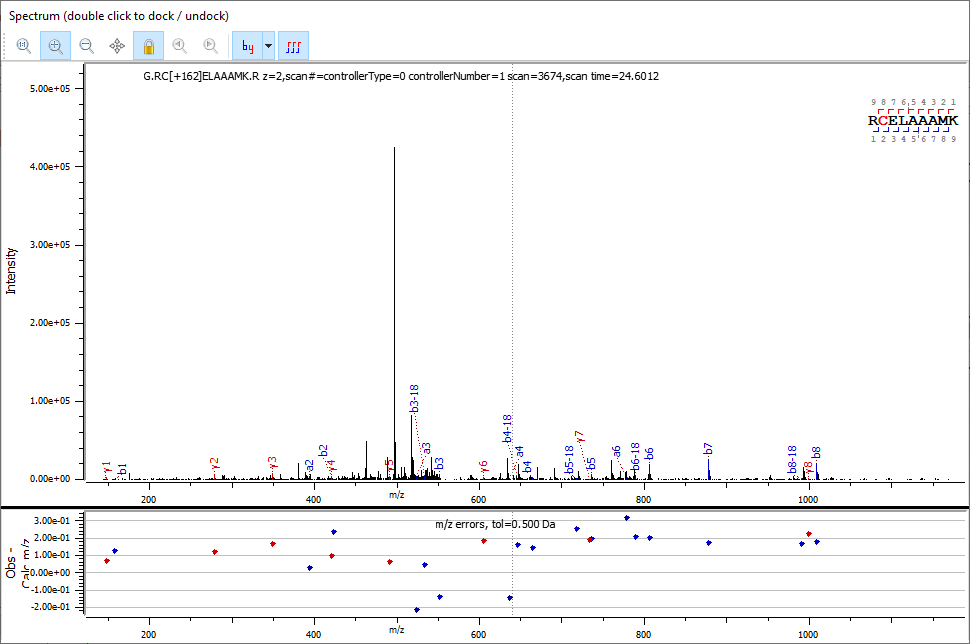 Spectrum (double click to dock / undock)
by
G.RC[+162]ELAAAMK.R z=2,scan#=controllerType=0 controllerNumber=1 scan=3674,scan time=24.6012
9 8 7 6 5 4 3 2 1
RCELAAAMK
1 2 3 4 5 6 7 8 9
Intensity
5.00e+05
4.00e+05
3.00e+05
2.00e+05
1.00e+05
0.00e+00
y1 b1 y2 y3 a2 b2 y4 y5 b3-18 a3 b3 y6 b4-18 a4 b4 b5-18 y7 b5 a6 b6-18 b6 b7 b8-18 y8 b8
200 400 600 800 1000
m/z
m/z errors, tol=0.500 Da
Obs -
Calc m/z
3.00e-01
2.00e-01
1.00e-01
0.00e+00
-1.00e-01
-2.00e-01
200 400 600 800 1000
m/z